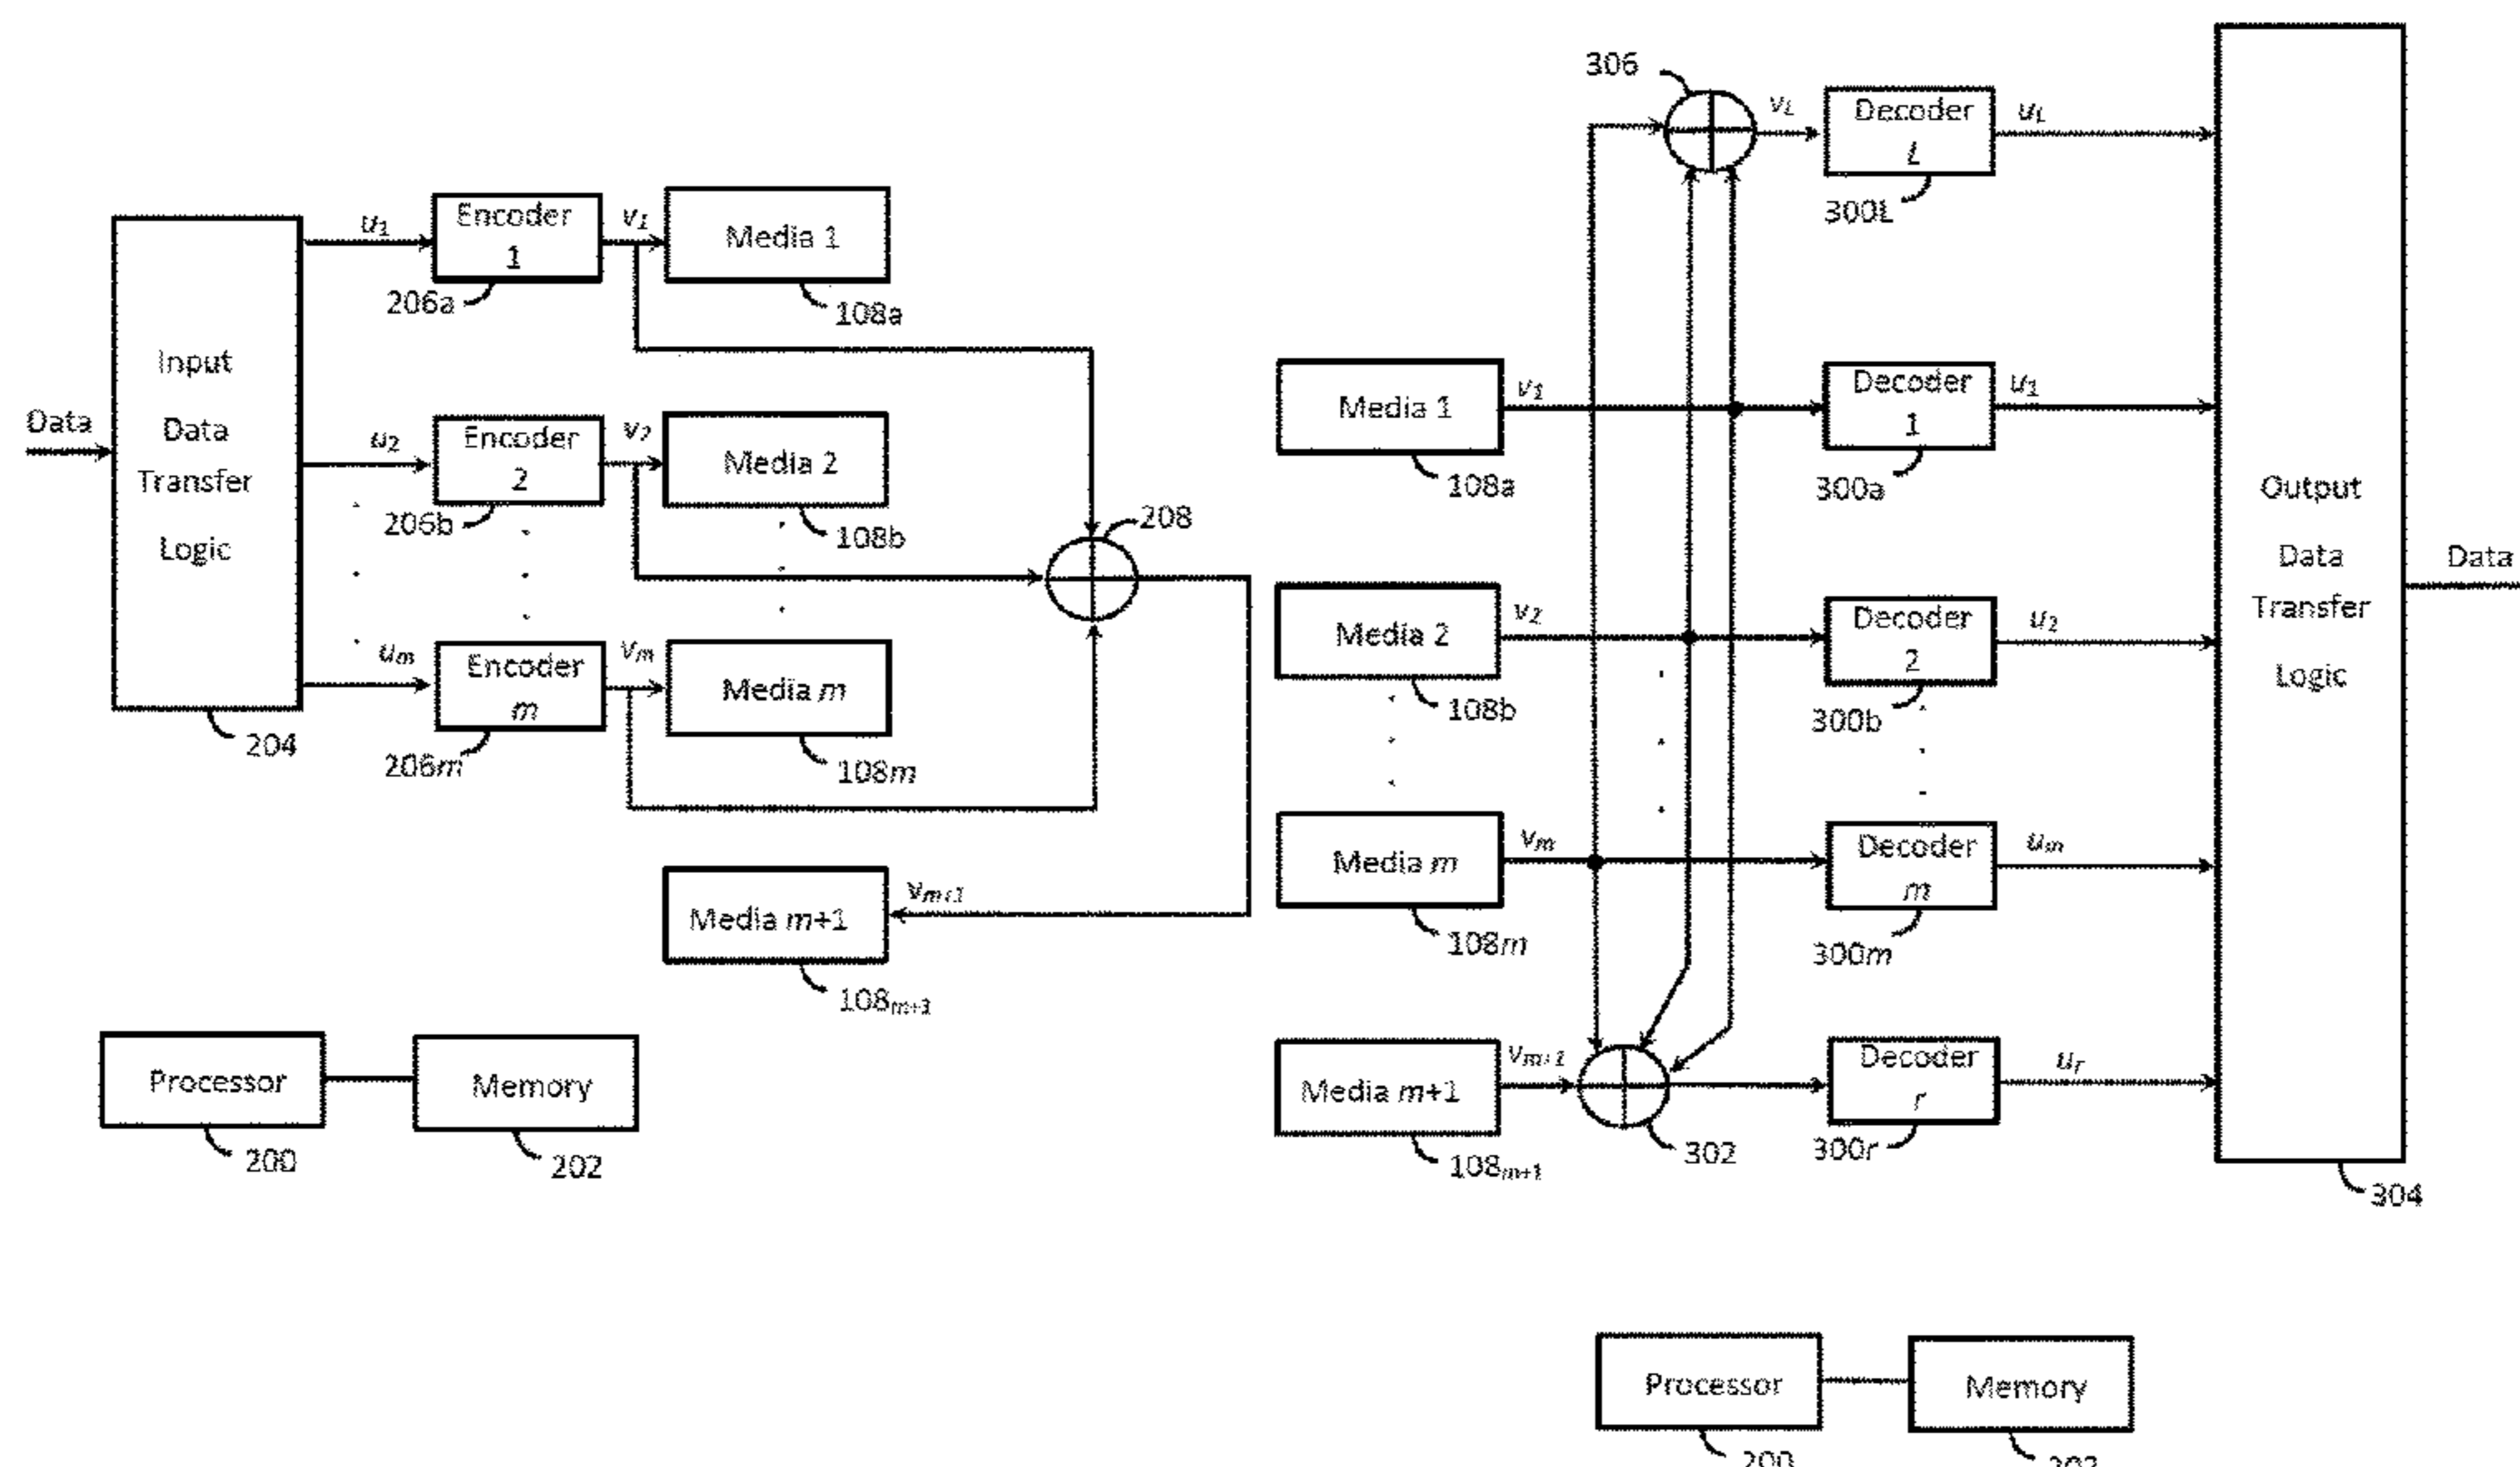 Data
Input
Data
Transfer
Logic
204
u1
Encoder
1
206a
v1
Media 1
108a
u2
Encoder
2
206b
v2
Media 2
108b
208
um
Encoder
m
206m
vm
Media m
108m
Media m+1
vm+1
108m+1
Processor
200
Memory
202
306
vL
Decoder
L
300L
uL
Media 1
108a
v1
Decoder
1
300a
u1
Media 2
108b
v2
Decoder
2
300b
u2
Media m
108m
vm
Decoder
m
300m
um
Media m+1
108m+1
vm+1
302
Decoder
r
300r
ur
Output
Data
Transfer
Logic
304
Data
Processor
200
Memory